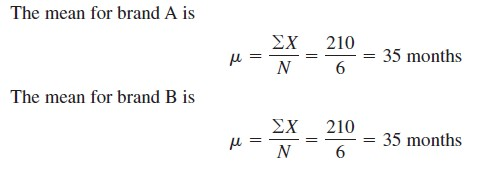 The mean for brand A is
μ = ΣX/N = 210/6 = 35 months
The mean for brand B is
μ = ΣX/N = 210/6 = 35 months